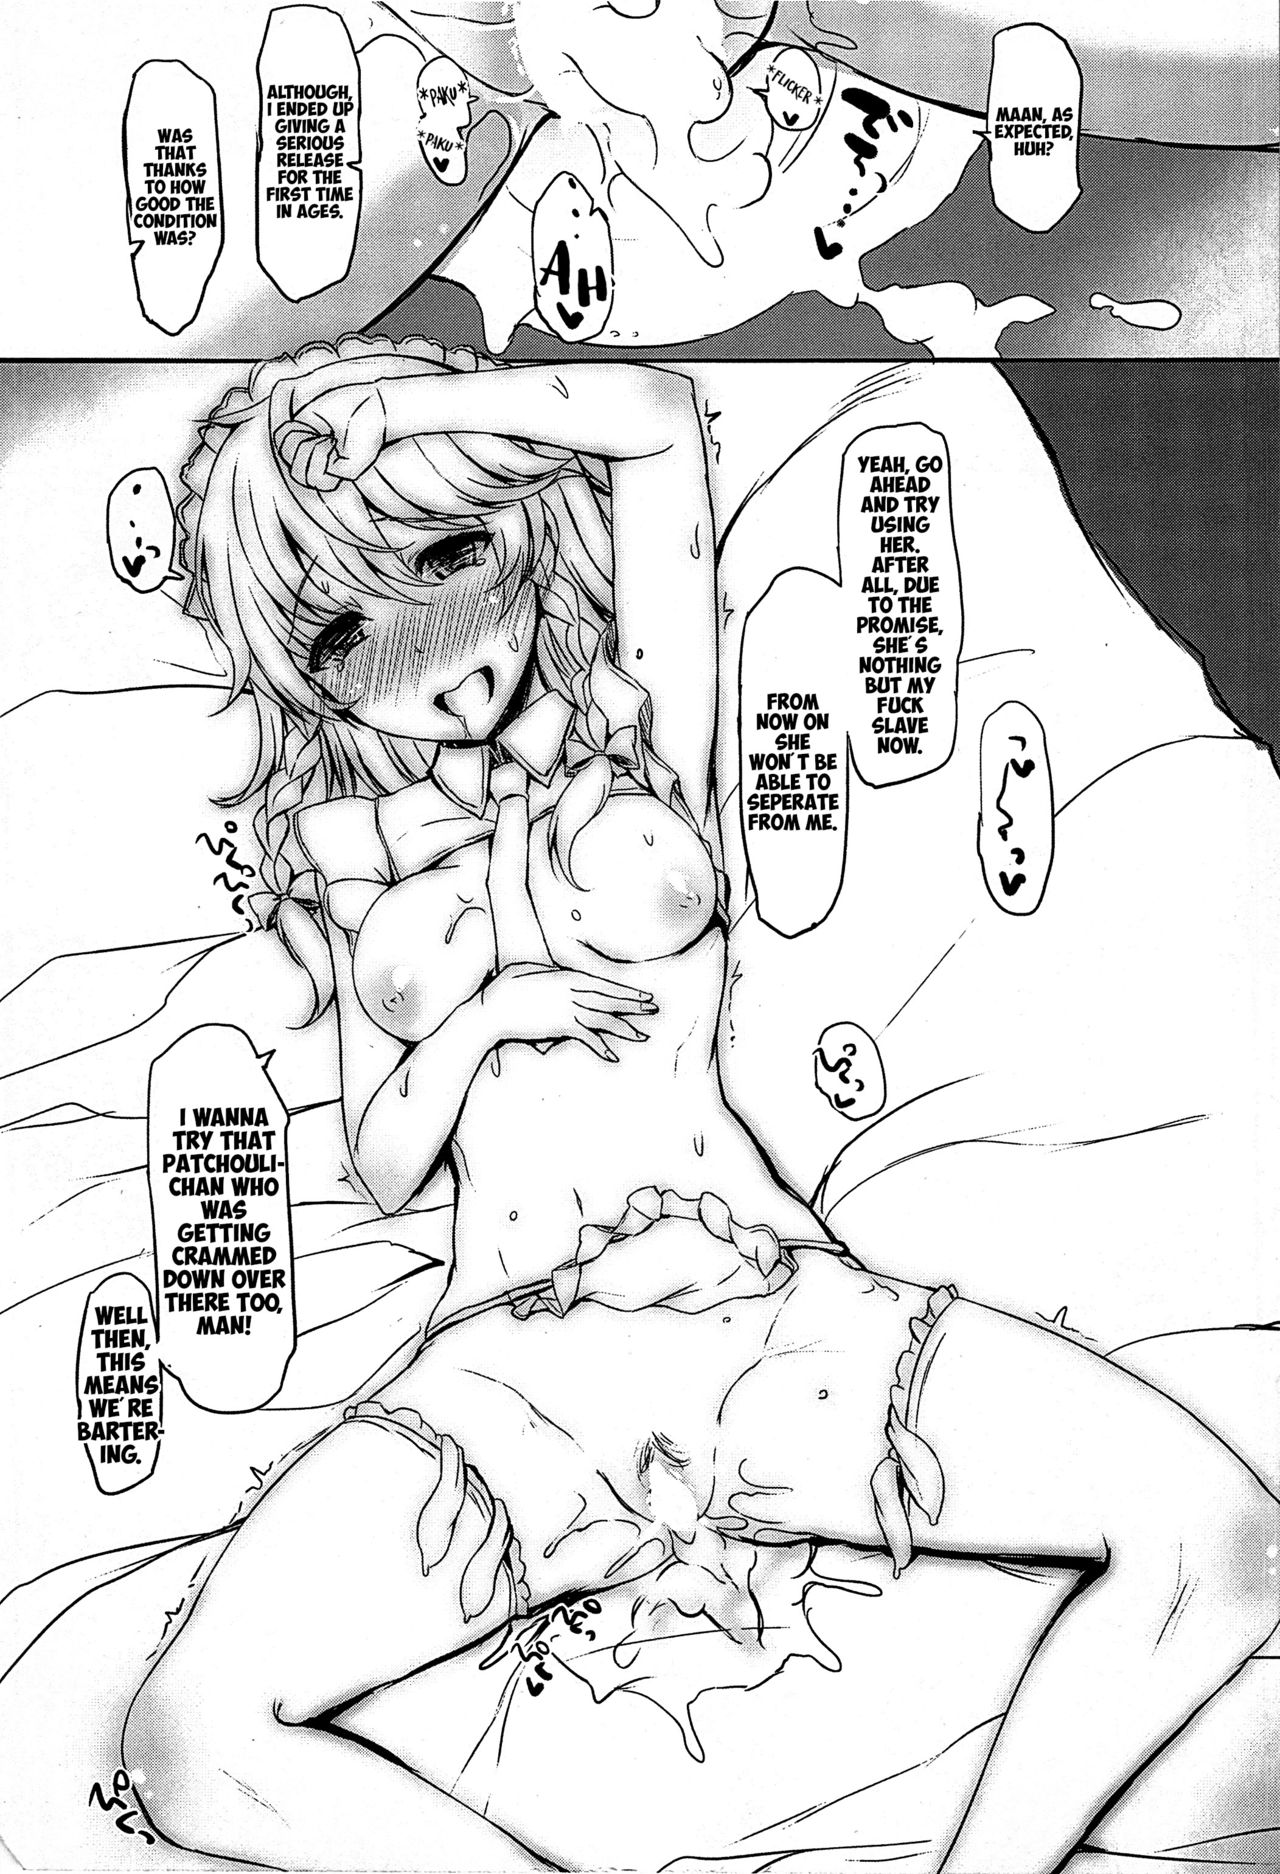 MAAN, AS
EXPECTED,
HUH?
*FLICKER*
で
AH
*PAKU*
*PAKU*
ALTHOUGH,
I ENDED UP
GIVING A
SERIOUS
RELEASE
FOR THE
FIRST TIME
IN AGES.
WAS
THAT
THANKS
TO HOW
GOOD THE
CONDITION
WAS?
YEAH, GO
AHEAD
AND TRY
USING
HER.
AFTER
ALL, DUE
TO THE
PROMISE,
SHE'S
NOTHING
BUT MY
FUCK
SLAVE
NOW.
FROM
NOW ON
SHE
WON'T BE
ABLE TO
SEPERATE
FROM ME.
I WANNA
TRY THAT
PATCHOULI-
CHAN WHO
WAS
GETTING
CRAMMED
DOWN OVER
THERE TOO,
MAN!
WELL
THEN,
THIS
MEANS
WE'RE
BARTER-
ING.